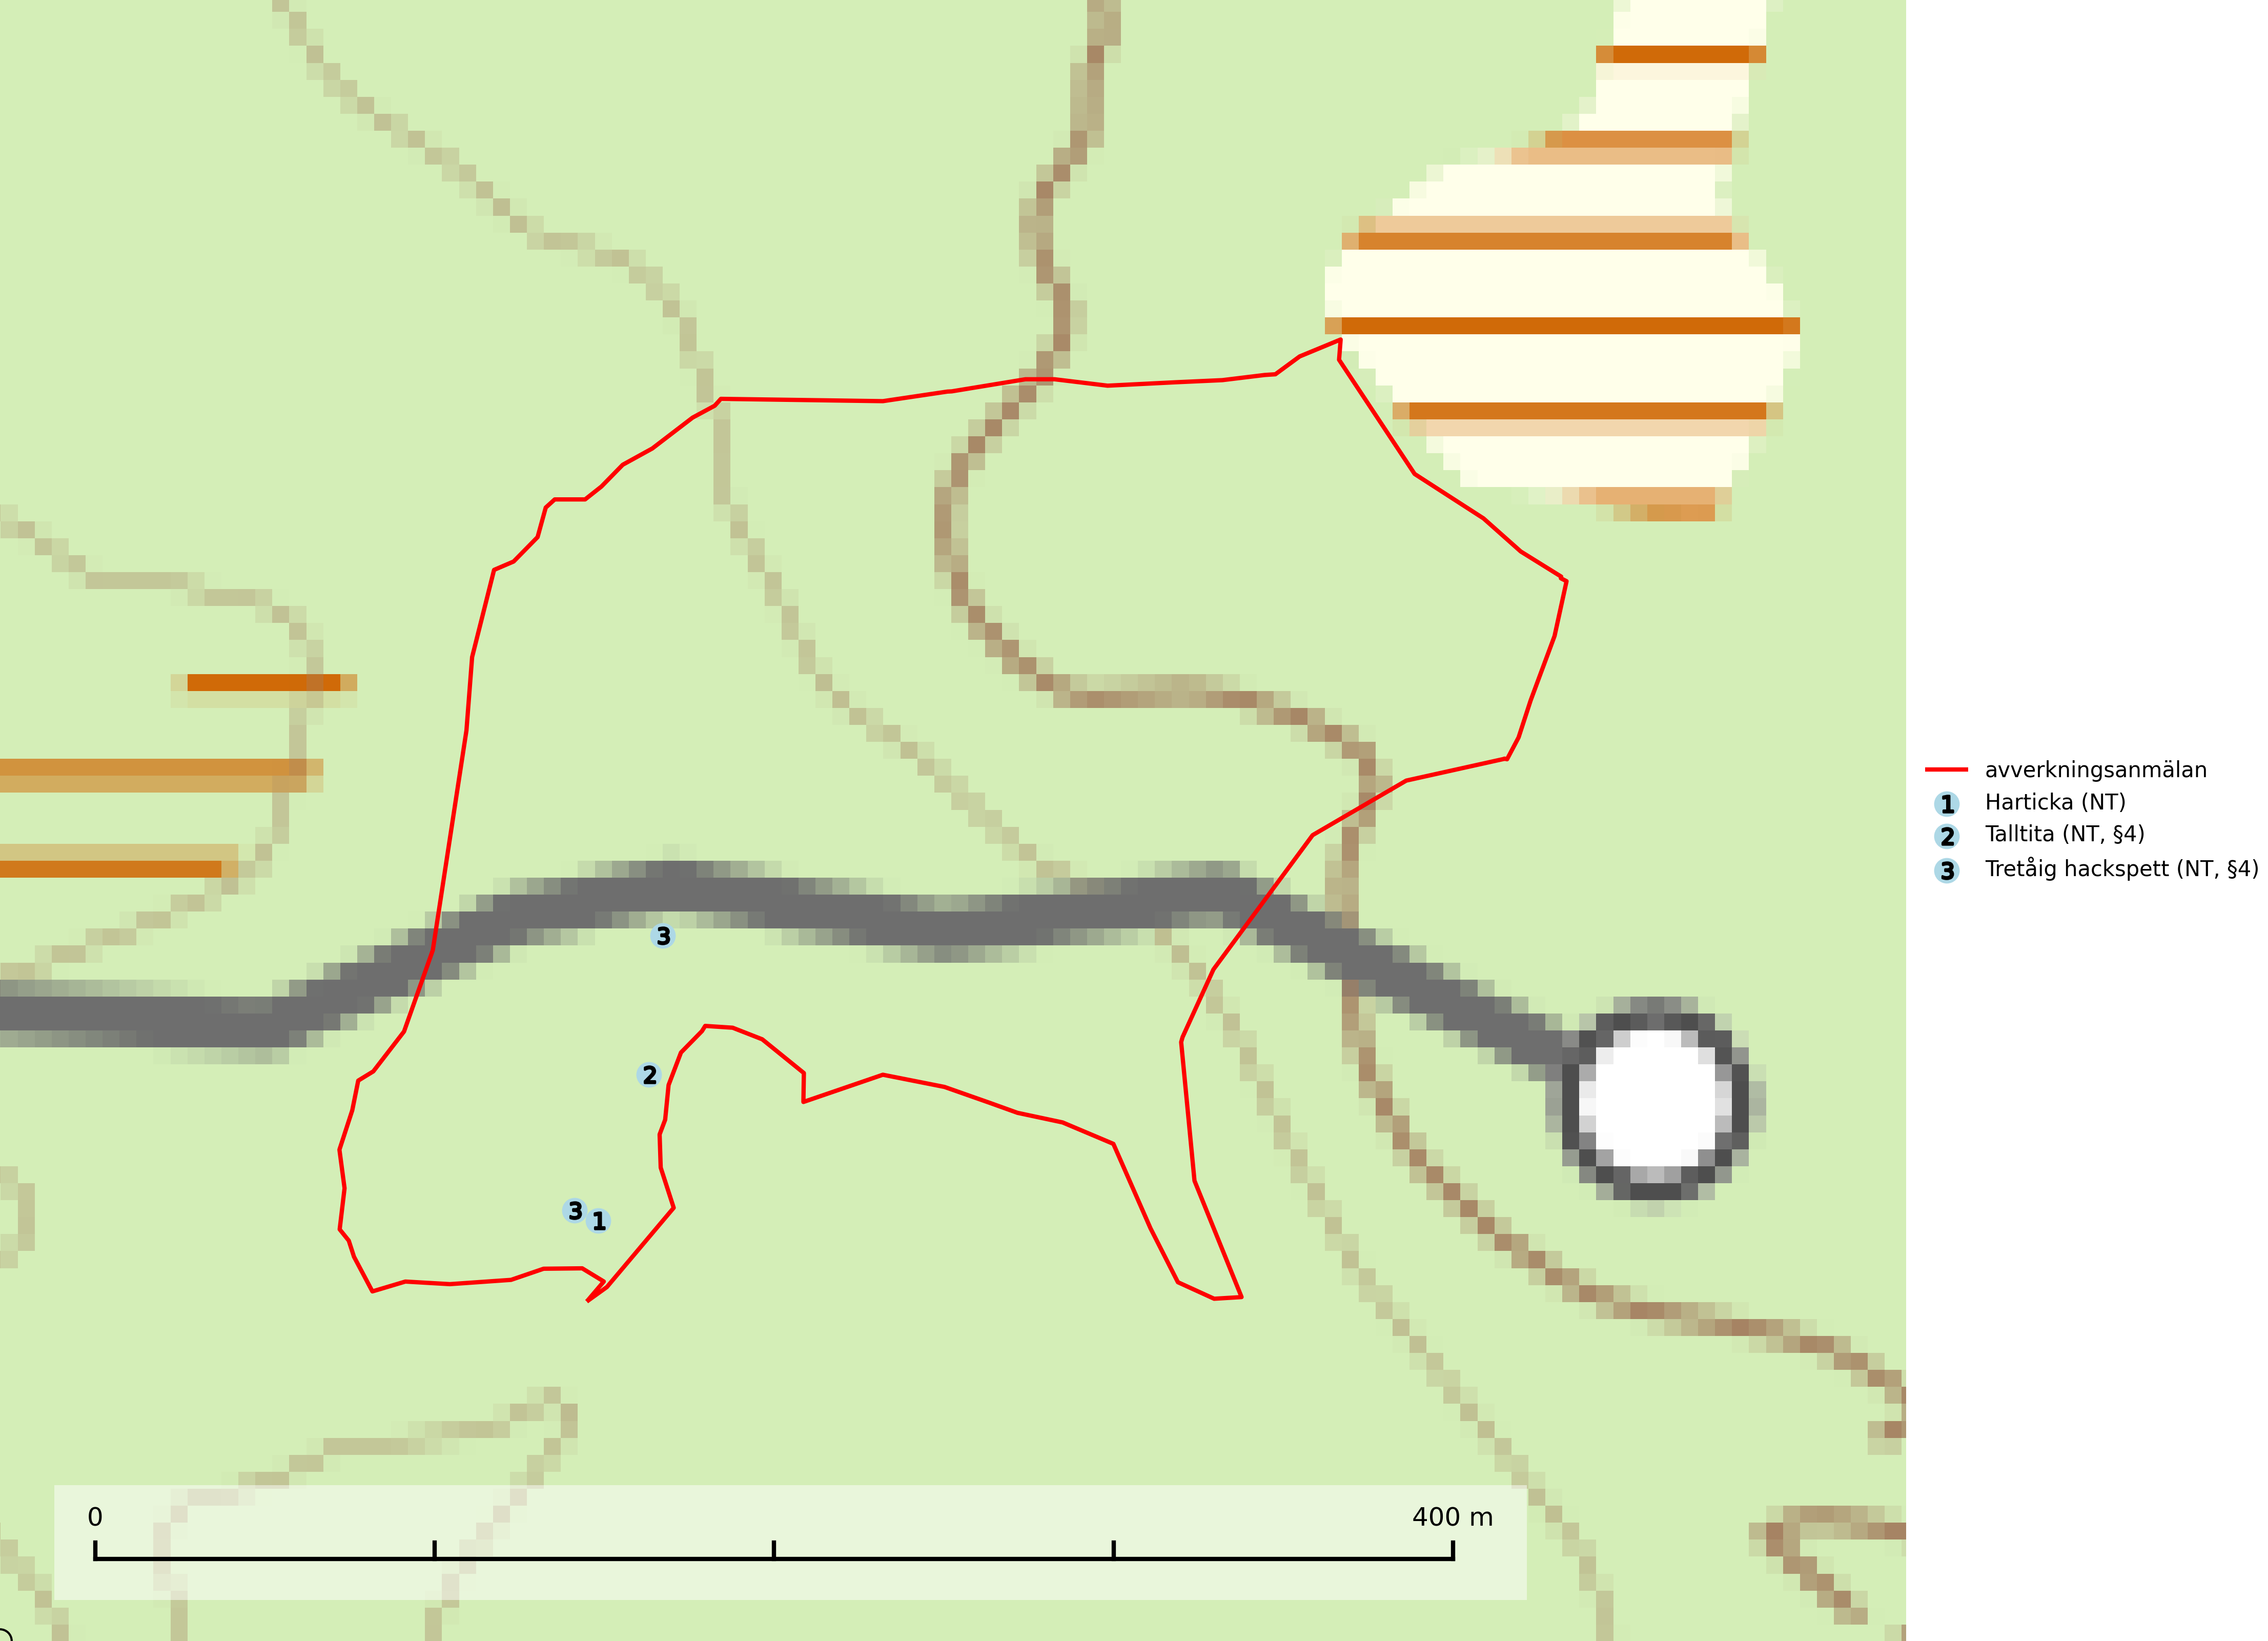 avverkningsanmälan
1 Harticka (NT)
2 Talltita (NT, §4)
3 Tretåig hackspett (NT, §4)
3
2
3
1
0
400 m